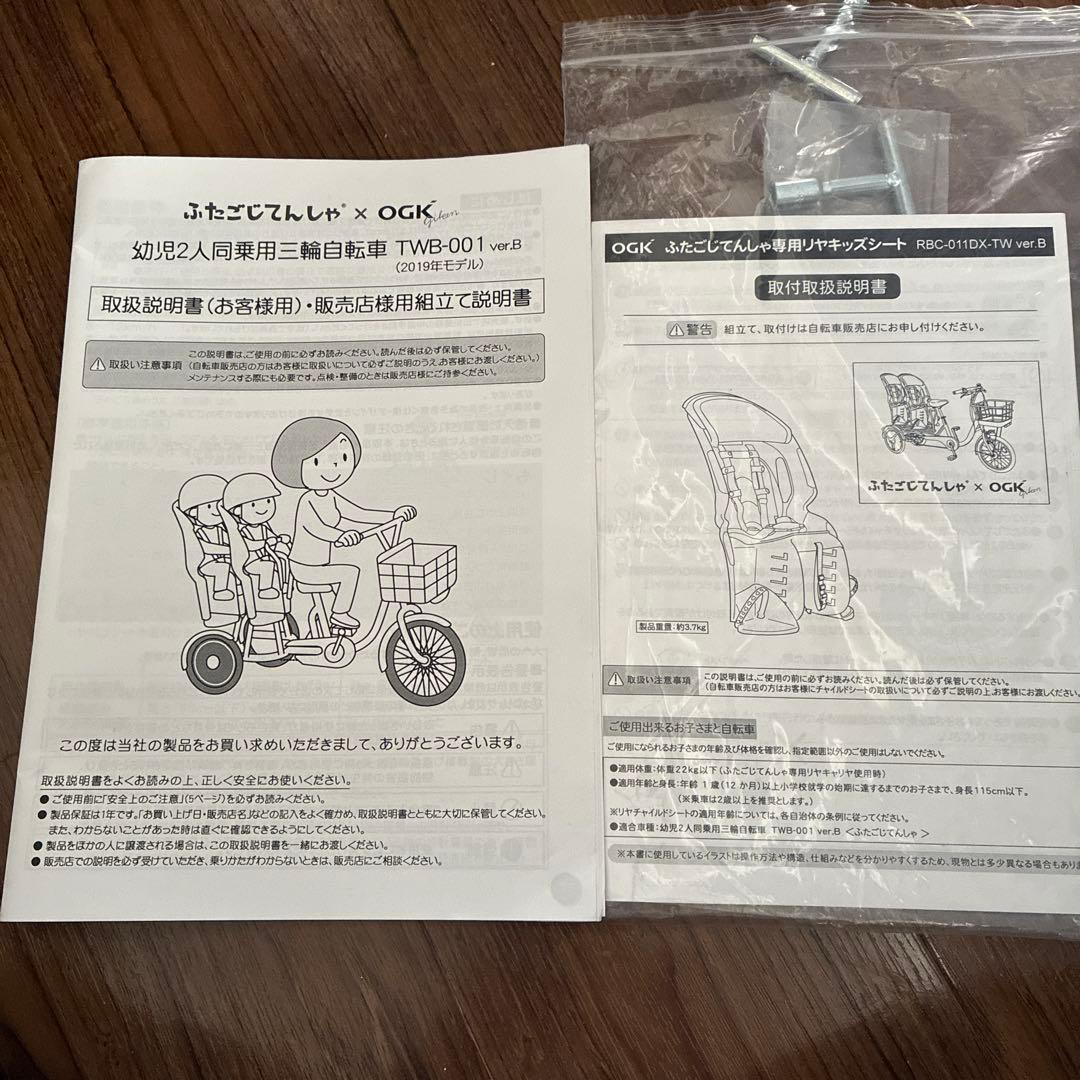 ふたごじてんしゃ® × OGK Giken
幼児2人同乗用三輪自転車 TWB-001 ver.B
(2019年モデル)
取扱説明書(お客様用)・販売店様用組立て説明書
取扱い注意事項
この説明書は、ご使用の前に必ずお読みください。読んだ後は必ず保管してください。
(自転車販売店の方はお客様に取扱いについて必ずご説明のうえ、お客様にお渡しください。)
メンテナンスする際にも必要です。点検・整備のときは販売店様にご持参ください。
この度は当社の製品をお買い求めいただきまして、ありがとうございます。
取扱説明書をよくお読みの上、正しく安全にお使いください。
● ご使用前に「安全上のご注意」(5ページ)を必ずお読みください。
● 製品保証は1年です。「お買い上げ日・販売店名」などの記入をよく確かめ、取扱説明書とともに大切に保管してください。
また、わからないことがあった時は直ぐに確認できるようにしてください。
● 製品をほかの人に譲渡される場合は、この取扱説明書を一緒にお渡しください。
● 販売店での説明を必ず受けていただき、乗りかたがわからないときは、販売店にご相談ください。
OGK ふたごじてんしゃ専用リヤキッズシート RBC-011DX-TW ver.B
取付取扱説明書
警告 組立て、取付けは自転車販売店にお申し付けください。
ふたごじてんしゃ® × OGK Giken
製品重量:約3.7kg
取扱い注意事項
この説明書は、ご使用の前に必ずお読みください。読んだ後は必ず保管してください。
(自転車販売店の方はお客様にチャイルドシートの取扱いについて必ずご説明の上、お客様にお渡しくださ
ご使用出来るお子さまと自転車
ご使用になられるお子さまの年齢及び体格を確認し、指定範囲以外のご使用はしないでください。
●適用体重:体重22kg以下(ふたごじてんしゃ専用リヤキャリヤ使用時)
●適用年齢と身長:年齢 1歳(12か月)以上小学校就学の始期に達するまでのお子さまで、身長115cm以下。
(※乗車は2歳以上を推奨とします。)
※リヤチャイルドシートの適用年齢については、各自治体の条例に従ってください。
●適合車種:幼児2人同乗用三輪自転車 TWB-001 ver.B <ふたごじてんしゃ>
※本書に使用しているイラストは操作方法や構造、仕組みなどを分かりやすくするため、現物とは多少異なる場合もあり